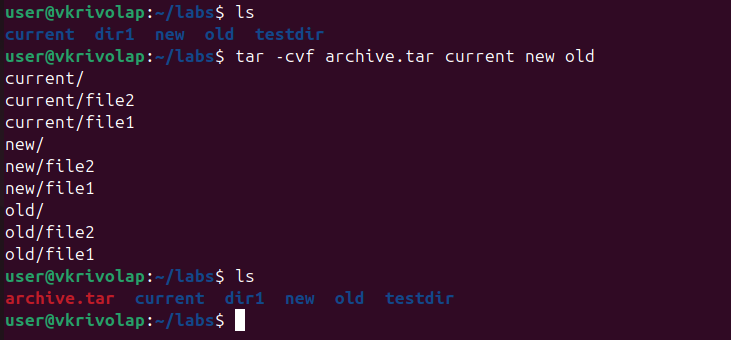 user@vkrivolap:~/labs$ ls
current  dir1  new  old  testdir
user@vkrivolap:~/labs$ tar -cvf archive.tar current new old
current/
current/file2
current/file1
new/
new/file2
new/file1
old/
old/file2
old/file1
user@vkrivolap:~/labs$ ls
archive.tar  current  dir1  new  old  testdir
user@vkrivolap:~/labs$